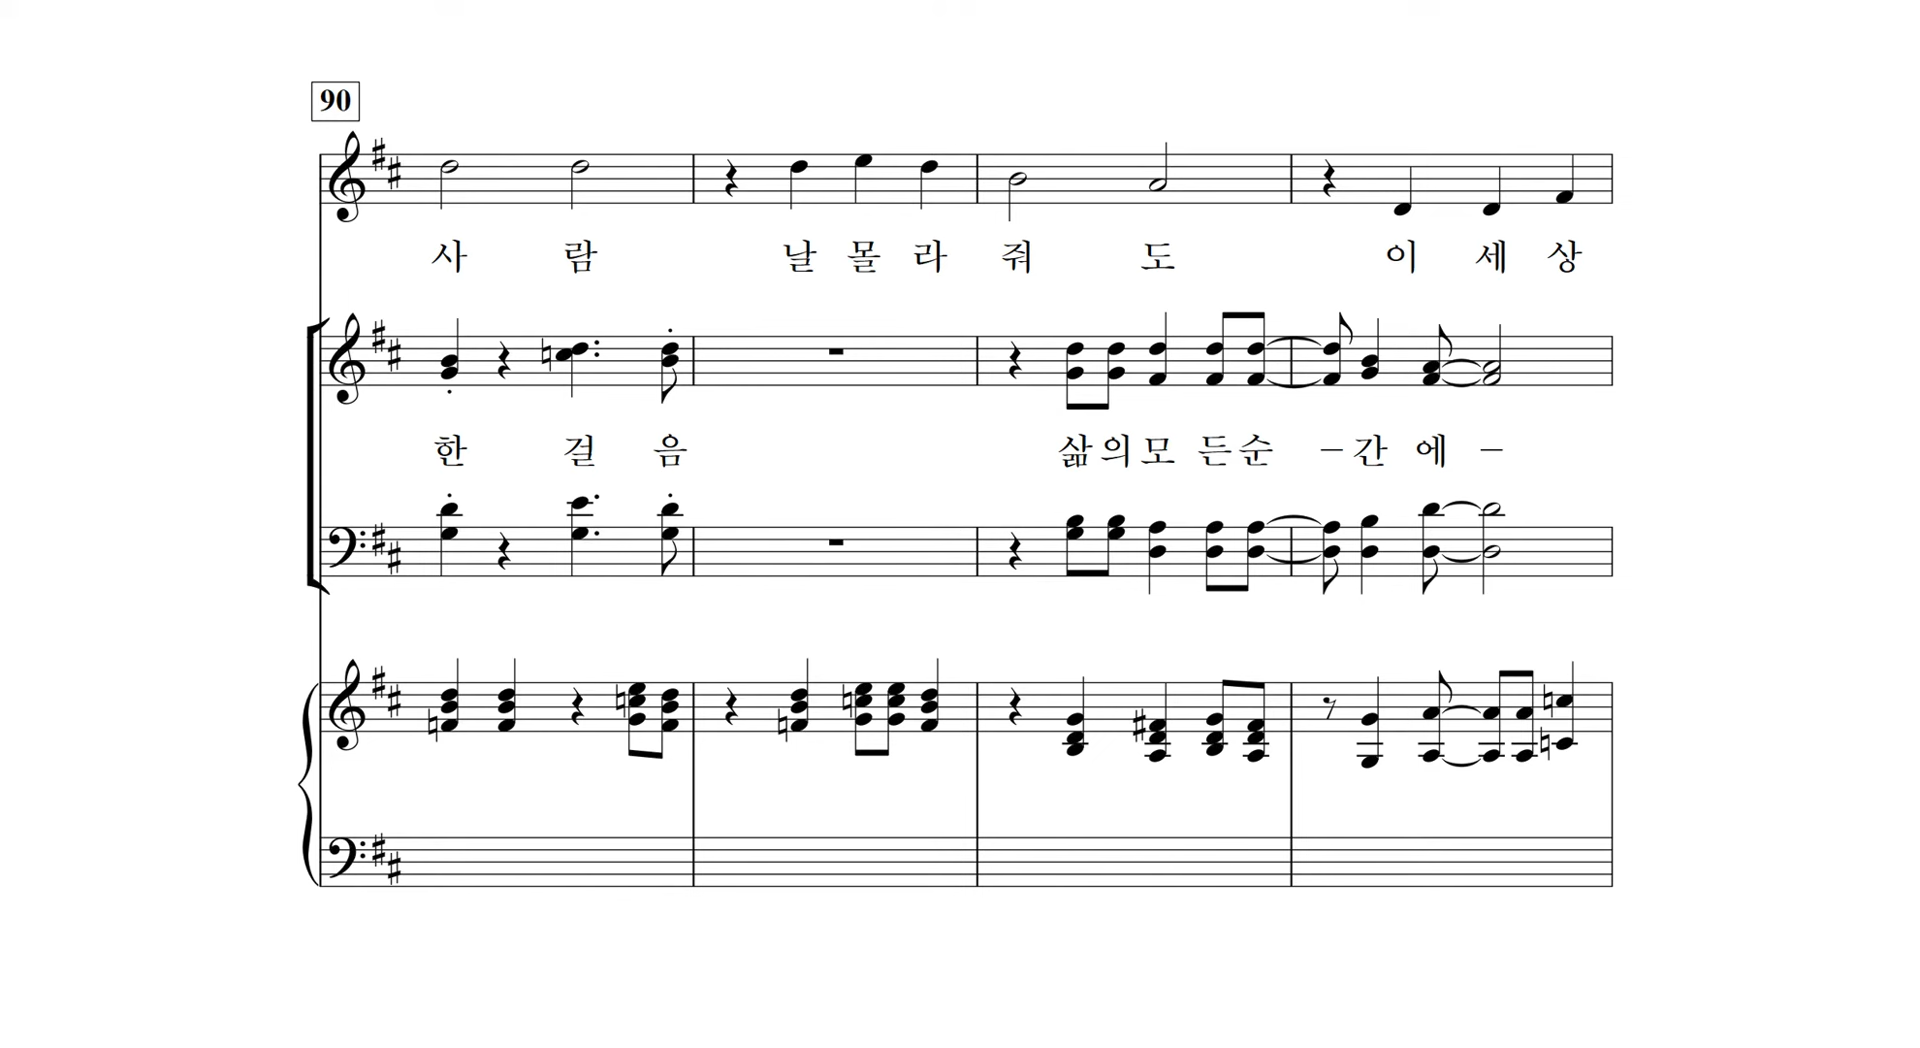 90
사 람 날 몰 라 줘 도 이 세 상
한 걸 음 삶 의 모 든 순 – 간 에 –